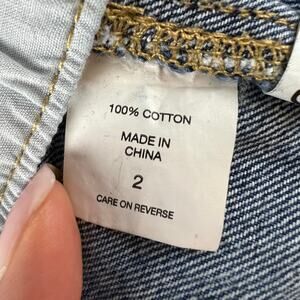 100% COTTON
MADE IN
CHINA
2
CARE ON REVERSE